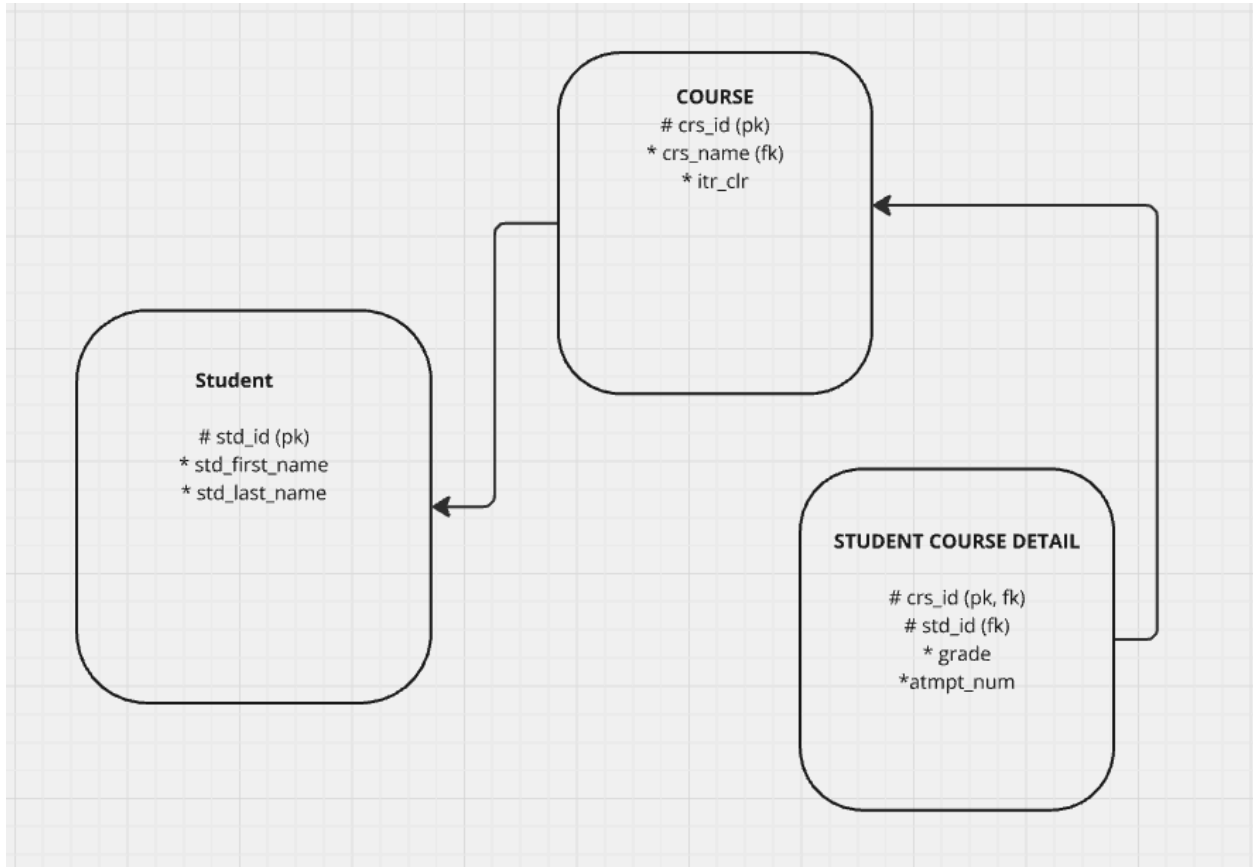 COURSE
# crs_id (pk)
* crs_name (fk)
* itr_clr
Student
# std_id (pk)
* std_first_name
* std_last_name
STUDENT COURSE DETAIL
# crs_id (pk, fk)
# std_id (fk)
* grade
*atmpt_num